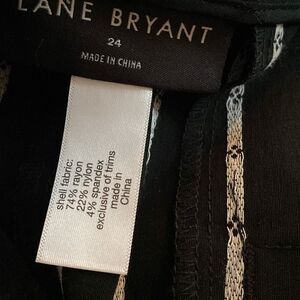 LANE BRYANT
24
MADE IN CHINA
shell fabric:
74% rayon
22% nylon
4% spandex
exclusive of trims
made in
China